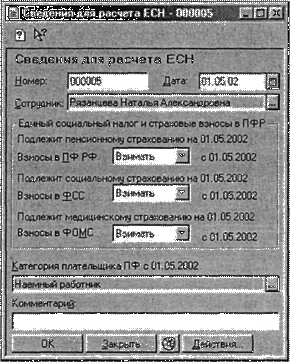 Сведения для расчета ЕСН - 000005
Сведения для расчета ЕСН
Номер: 000005 Дата: 01.05.02
Сотрудник: Рязанцева Наталья Александровна
Единый социальный налог и страховые взносы в ПФР
Подлежит пенсионному страхованию на 01.05.2002
Взносы в ПФ РФ Взимать с 01.05.2002
Подлежит социальному страхованию на 01.05.2002
Взносы в ФСС Взимать с 01.05.2002
Подлежит медицинскому страхованию на 01.05.2002
Взносы в ФОМС Взимать с 01.05.2002
Категория плательщика ПФ с 01.05.2002
Наемный работник
Комментарий:
OK Закрыть Действия...